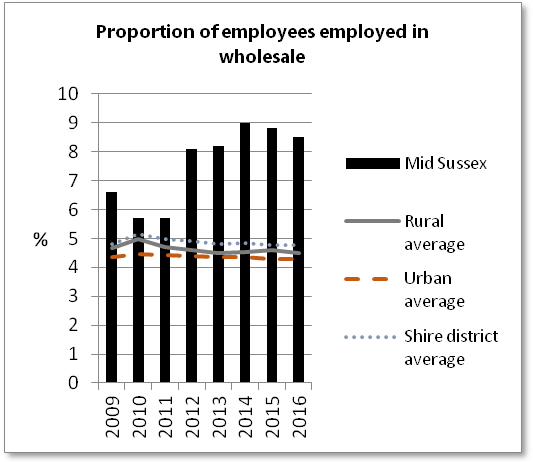 Proportion of employees employed in
wholesale
10
9
8
7
6
5
4
3
2
1
0
%
2009
2010
2011
2012
2013
2014
2015
2016
Mid Sussex
Rural
average
Urban
average
Shire district
average